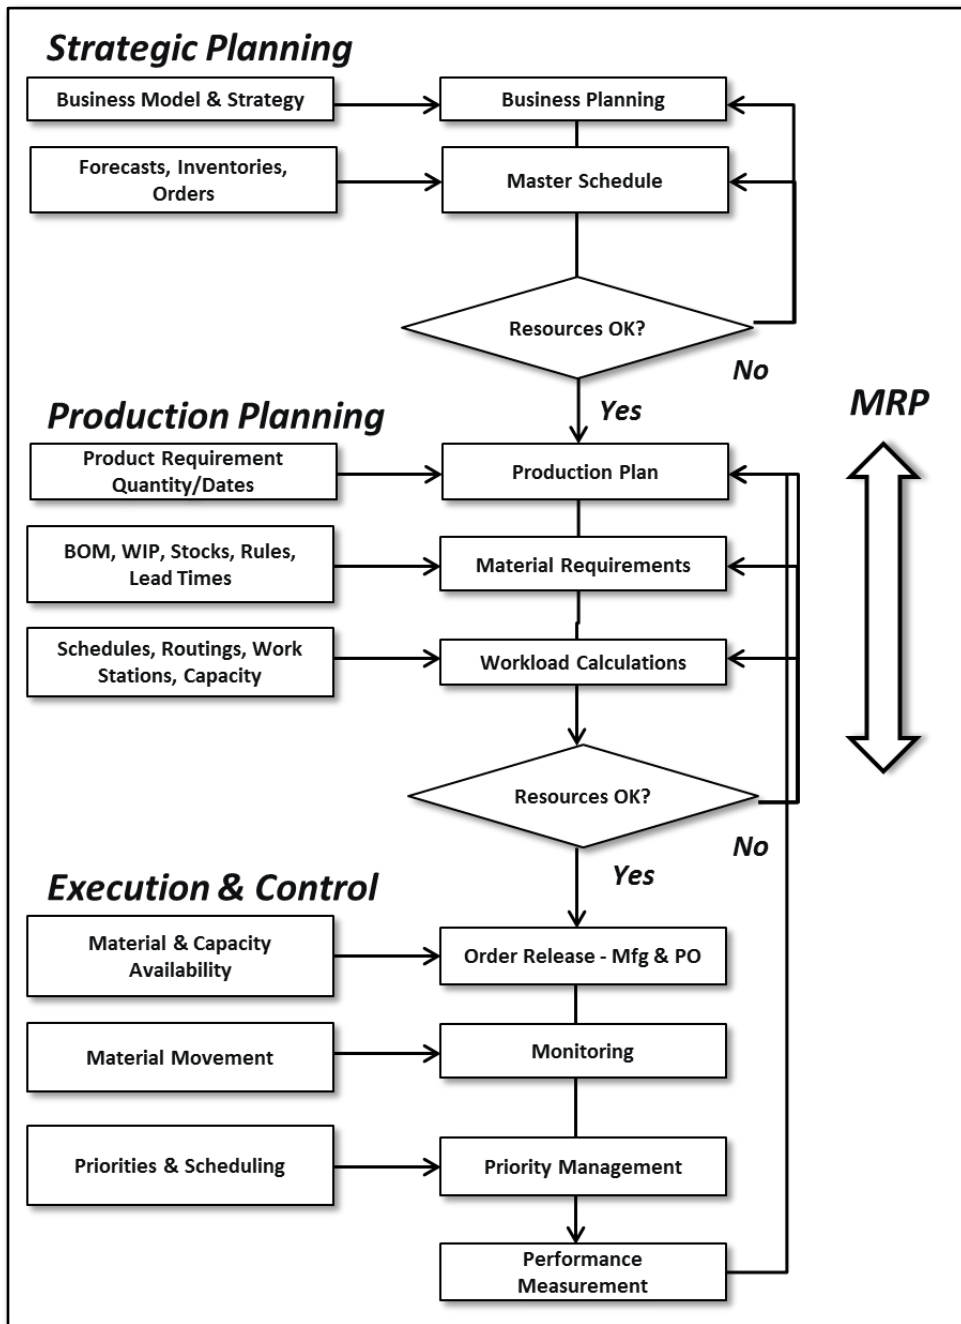 Strategic Planning
Business Model & Strategy
Business Planning
Forecasts, Inventories,
Orders
Master Schedule
Resources OK?
No
Yes
MRP
Production Planning
Product Requirement
Quantity/Dates
Production Plan
BOM, WIP, Stocks, Rules,
Lead Times
Material Requirements
Schedules, Routings, Work
Stations, Capacity
Workload Calculations
Resources OK?
No
Yes
Execution & Control
Material & Capacity
Availability
Order Release - Mfg & PO
Material Movement
Monitoring
Priorities & Scheduling
Priority Management
Performance
Measurement